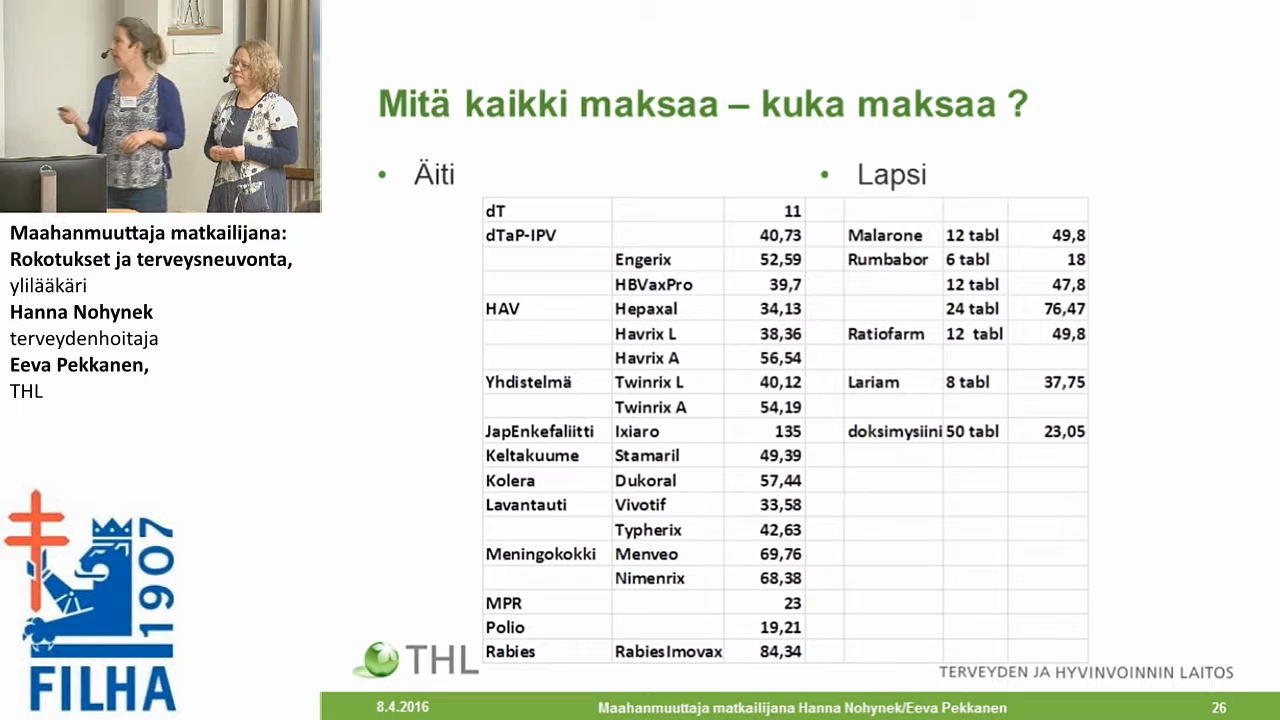 Mitä kaikki maksaa – kuka maksaa ?
• Äiti
• Lapsi
dT 11
dTaP-IPV 40,73 Malarone 12 tabl 49,8
Engerix 52,59 Rumbabor 6 tabl 18
HBVaxPro 39,7 12 tabl 47,8
HAV Hepaxal 34,13 24 tabl 76,47
Havrix L 38,36 Ratiofarm 12 tabl 49,8
Havrix A 56,54
Yhdistelmä Twinrix L 40,12 Lariam 8 tabl 37,75
Twinrix A 54,19
JapEnkefaliitti Ixiaro 135 doksimysiini 50 tabl 23,05
Keltakuume Stamaril 49,39
Kolera Dukoral 57,44
Lavantauti Vivotif 33,58
Typherix 42,63
Meningokokki Menveo 69,76
Nimenrix 68,38
MPR 23
Polio 19,21
Rabies RabiesImovax 84,34
THL
TERVEYDEN JA HYVINVOINNIN LAITOS
8.4.2016 Maahanmuuttaja matkailijana Hanna Nohynek/Eeva Pekkanen 26
Maahanmuuttaja matkailijana:
Rokotukset ja terveysneuvonta,
ylilääkäri
Hanna Nohynek
terveydenhoitaja
Eeva Pekkanen,
THL
1907
FILHA